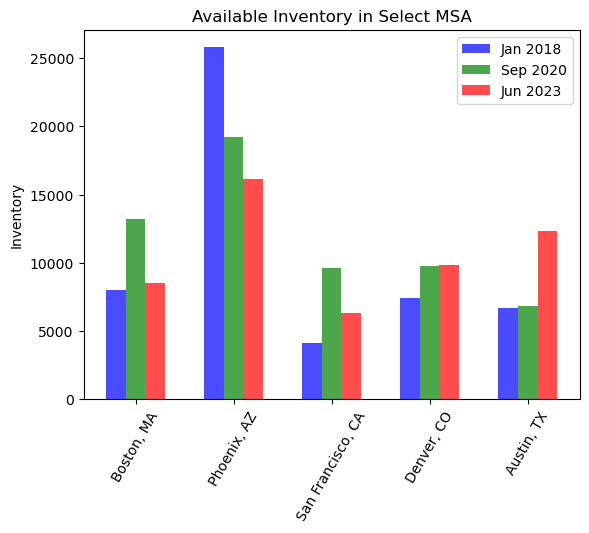 Available Inventory in Select MSA
Jan 2018
Sep 2020
Jun 2023
25000
20000
15000
10000
5000
0
Inventory
Boston, MA
Phoenix, AZ
San Francisco, CA
Denver, CO
Austin, TX